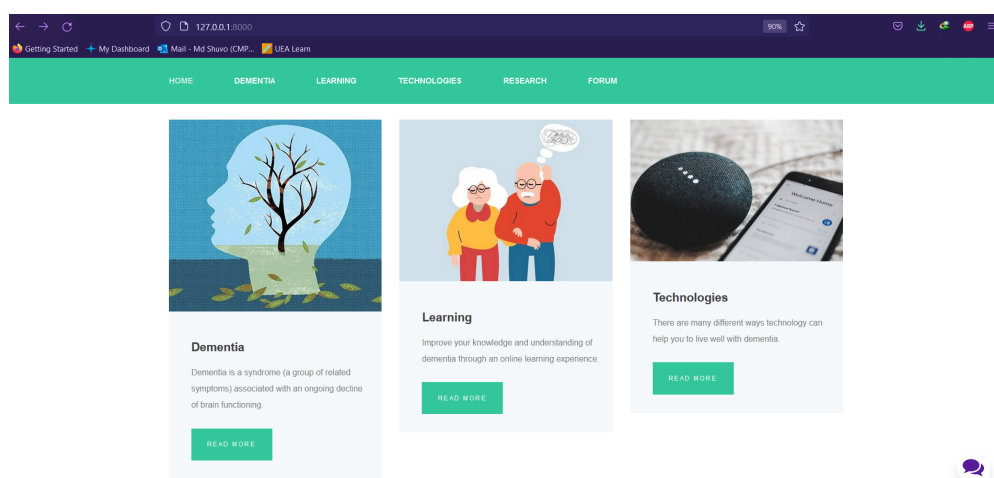 127.0.0.1:8000
90%
ABP
Getting Started
My Dashboard
Mail - Md Shuvo (CMP...
UEA Learn
HOME
DEMENTIA
LEARNING
TECHNOLOGIES
RESEARCH
FORUM
Dementia
Dementia is a syndrome (a group of related
symptoms) associated with an ongoing decline
of brain functioning.
READ MORE
Learning
Improve your knowledge and understanding of
dementia through an online learning experience.
READ MORE
Welcome Home
Technologies
There are many different ways technology can
help you to live well with dementia.
READ MORE